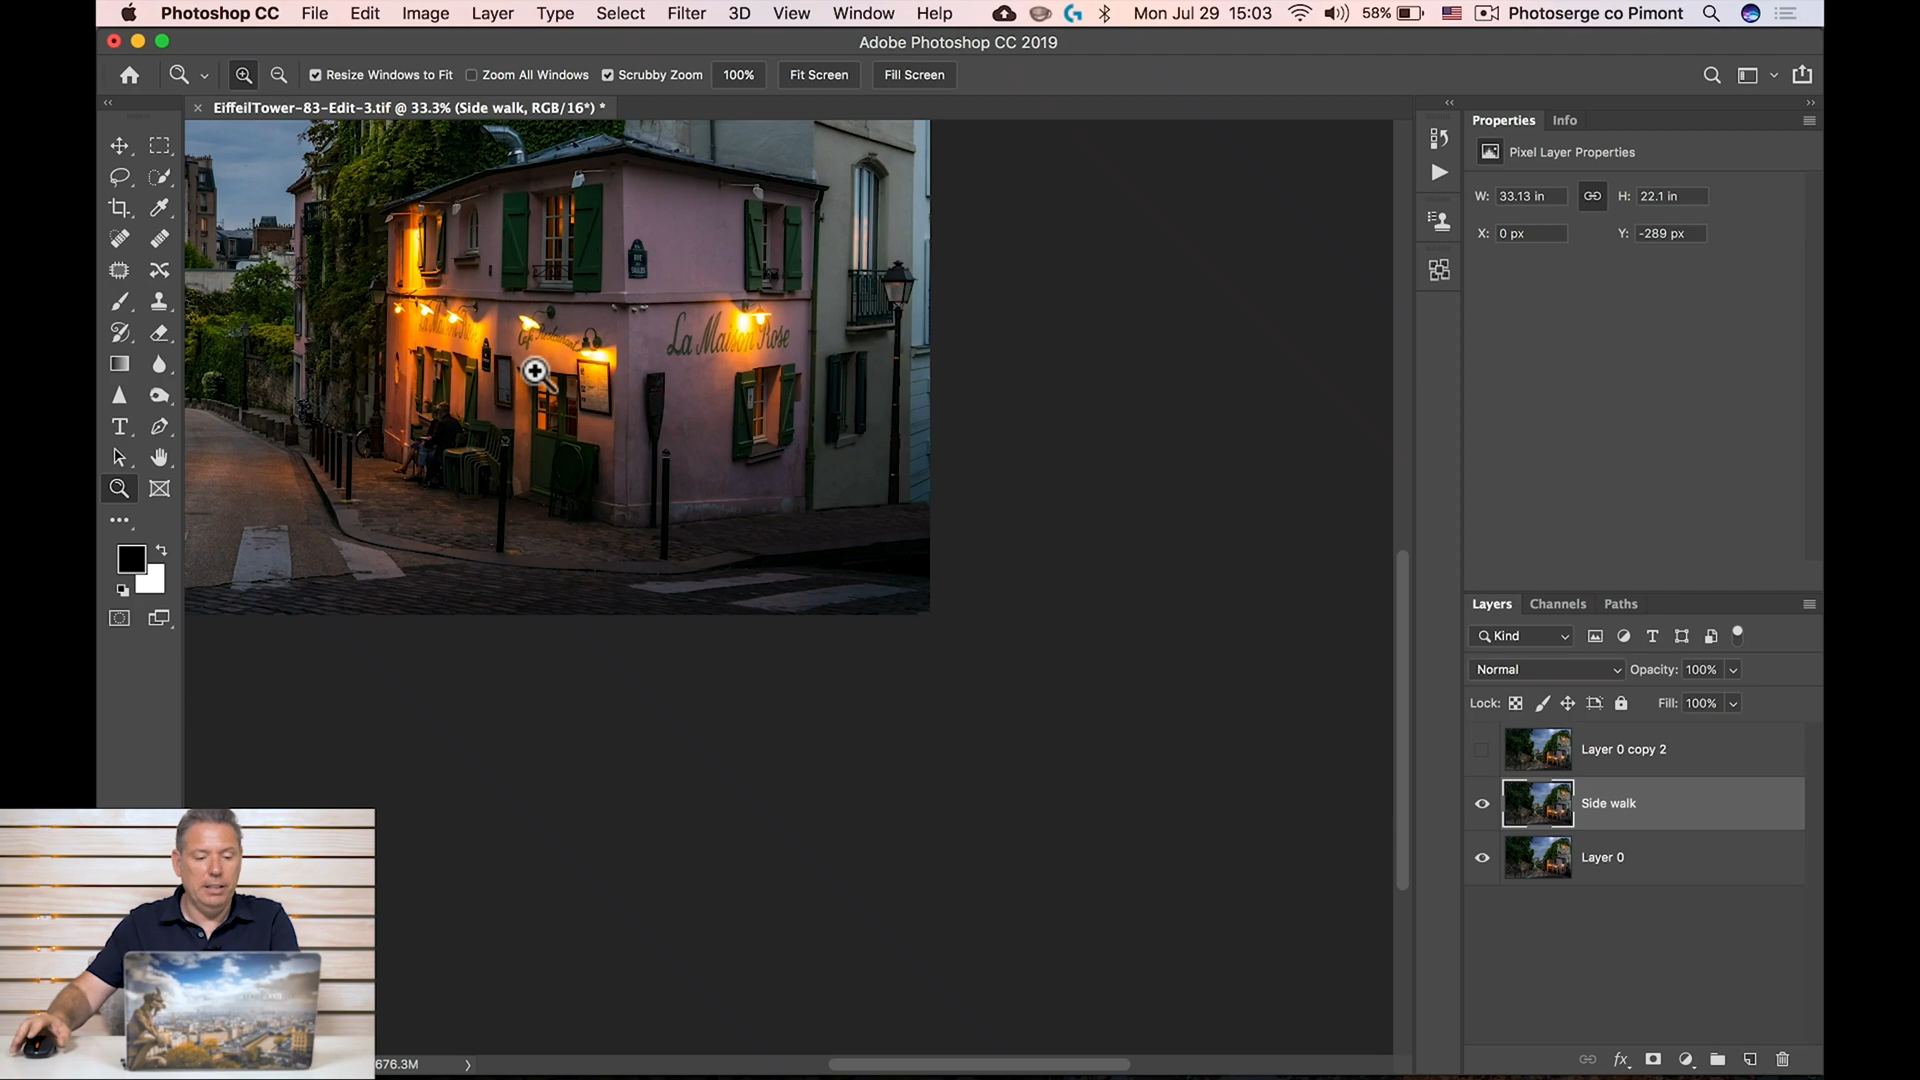 Photoshop CC File Edit Image Layer Type Select Filter 3D View Window Help Mon Jul 29 15:03 58% Photoserge co Pimont
Adobe Photoshop CC 2019
Resize Windows to Fit Zoom All Windows Scrubby Zoom 100% Fit Screen Fill Screen
EiffeilTower-83-Edit-3.tif @ 33.3% (Side walk, RGB/16*) *
Properties Info
Pixel Layer Properties
W: 33.13 in H: 22.1 in
X: 0 px Y: -289 px
Café Restaurant
La Maison Rose
Layers Channels Paths
Kind
Normal Opacity: 100%
Lock: Fill: 100%
Layer 0 copy 2
Side walk
Layer 0
676.3M